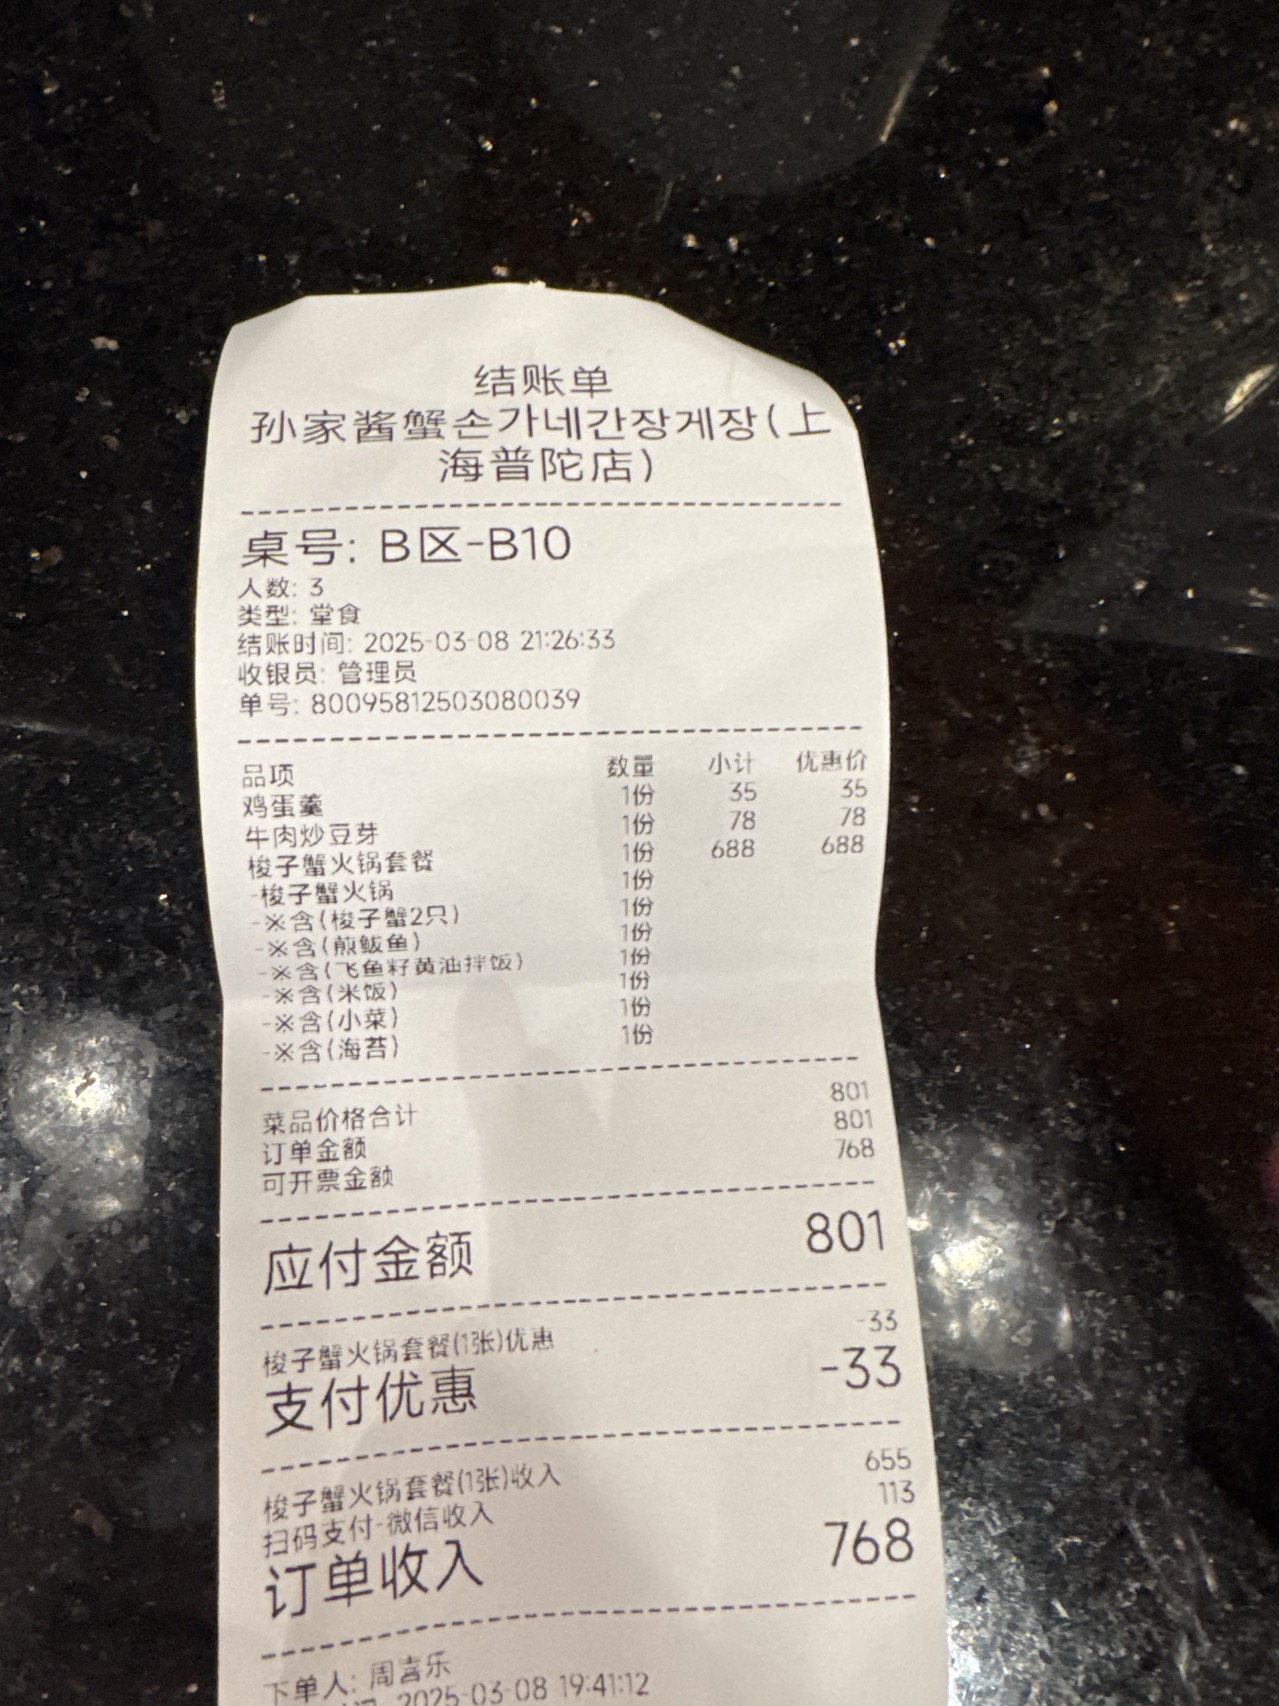 结账单
孙家酱蟹손가네간장게장(上
海普陀店)
桌号: B区-B10
人数: 3
类型: 堂食
结账时间: 2025-03-08 21:26:33
收银员: 管理员
单号: 80095812503080039
品项 数量 小计 优惠价
鸡蛋羹 1份 35 35
牛肉炒豆芽 1份 78 78
梭子蟹火锅套餐 1份 688 688
-梭子蟹火锅 1份
-※含(梭子蟹2只) 1份
-※含(煎鲅鱼) 1份
-※含(飞鱼籽黄油拌饭) 1份
-※含(米饭) 1份
-※含(小菜) 1份
-※含(海苔) 1份
菜品价格合计 801
订单金额 801
可开票金额 768
应付金额 801
梭子蟹火锅套餐(1张)优惠 -33
支付优惠 -33
梭子蟹火锅套餐(1张)收入 655
扫码支付-微信收入 113
订单收入 768
下单人: 周喜乐
2025-03-08 19:41:12